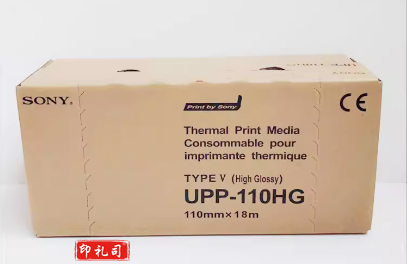 SONY.
Print by Sony
CE
Thermal Print Media
Consommable pour
imprimante thermique
TYPE V (High Glossy)
UPP-110HG
110mm×18m
印礼司